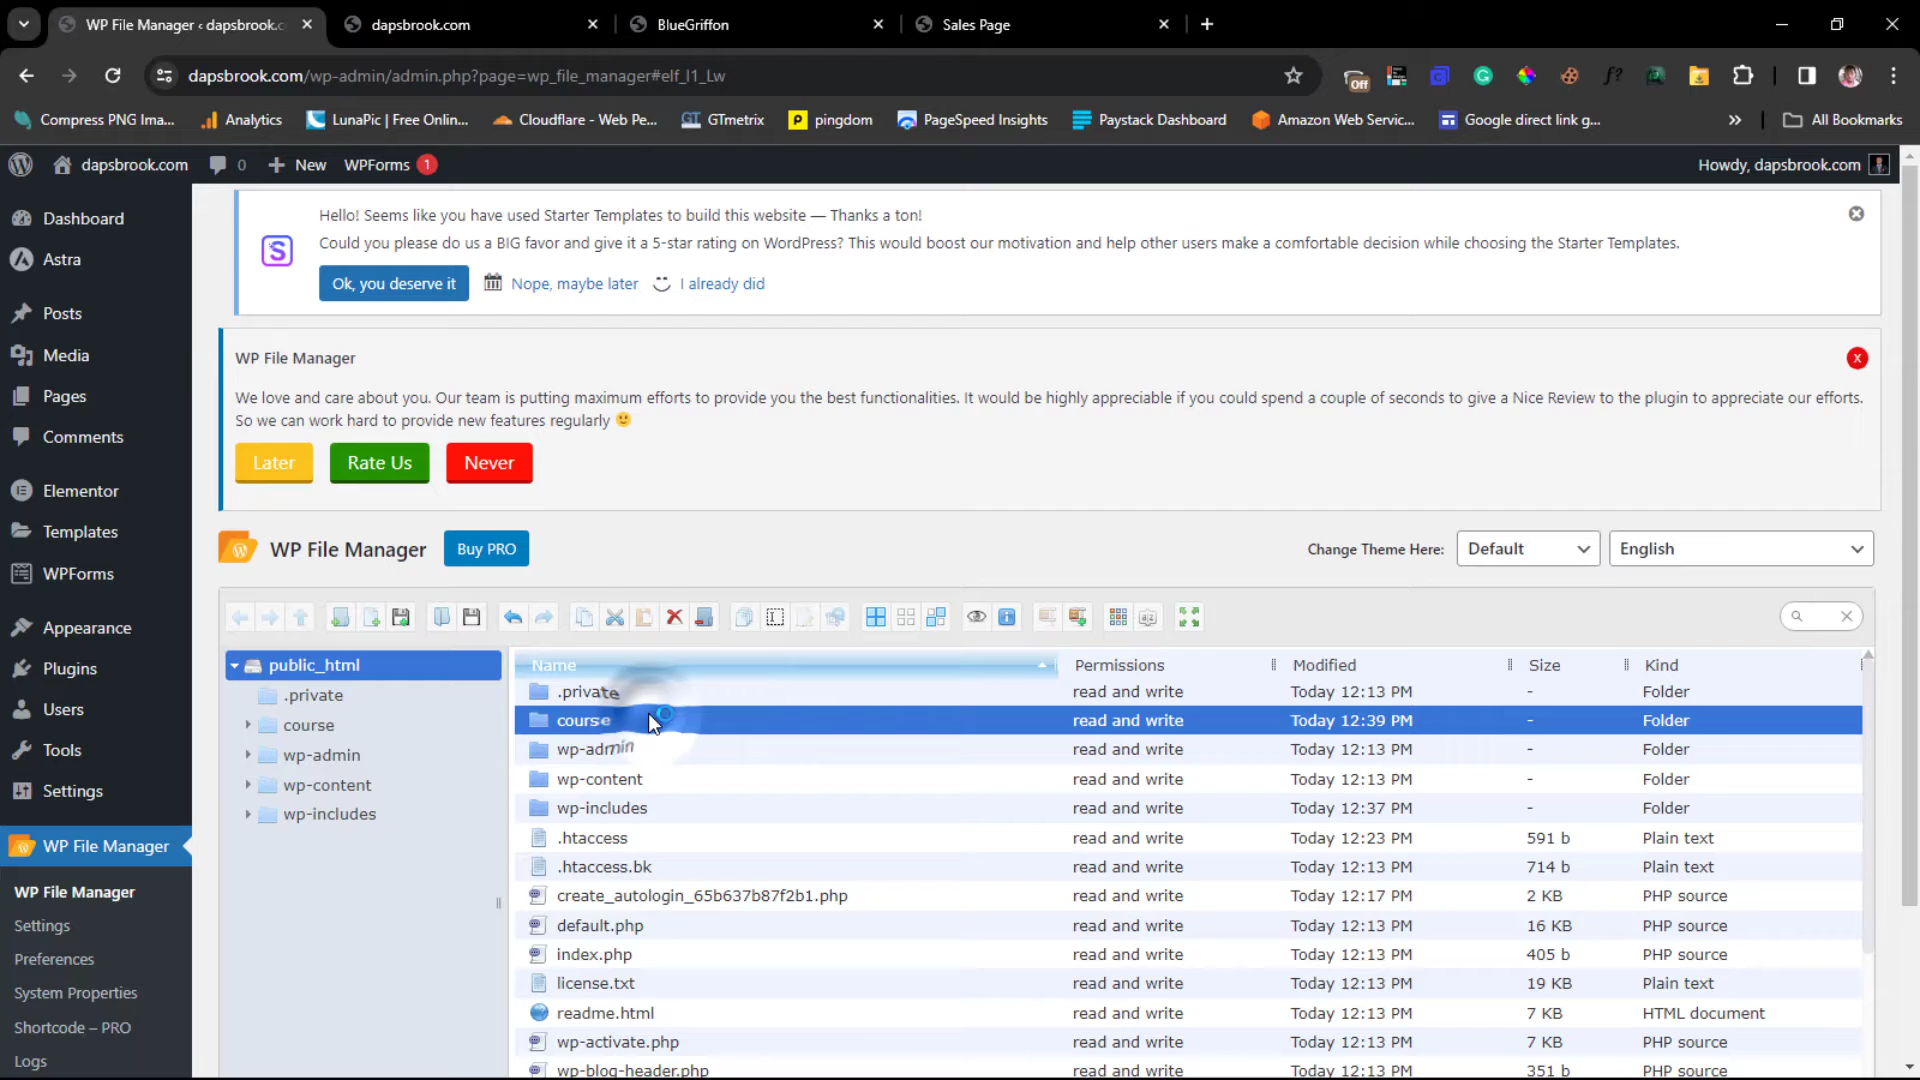 WP File Manager ‹ dapsbrook.c
dapsbrook.com
BlueGriffon
Sales Page
dapsbrook.com/wp-admin/admin.php?page=wp_file_manager#elf_l1_Lw
Off
Compress PNG Ima...
Analytics
LunaPic | Free Onlin...
Cloudflare - Web Pe...
GTmetrix
pingdom
PageSpeed Insights
Paystack Dashboard
Amazon Web Servic...
Google direct link g...
»
All Bookmarks
dapsbrook.com
0
New
WPForms 1
Howdy, dapsbrook.com
Dashboard
Astra
Posts
Media
Pages
Comments
Elementor
Templates
WPForms
Appearance
Plugins
Users
Tools
Settings
WP File Manager
WP File Manager
Settings
Preferences
System Properties
Shortcode – PRO
Logs
Hello! Seems like you have used Starter Templates to build this website — Thanks a ton!
Could you please do us a BIG favor and give it a 5-star rating on WordPress? This would boost our motivation and help other users make a comfortable decision while choosing the Starter Templates.
Ok, you deserve it
Nope, maybe later
I already did
WP File Manager
X
We love and care about you. Our team is putting maximum efforts to provide you the best functionalities. It would be highly appreciable if you could spend a couple of seconds to give a Nice Review to the plugin to appreciate our efforts.
So we can work hard to provide new features regularly 🙂
Later
Rate Us
Never
WP File Manager
Buy PRO
Change Theme Here:
Default
English
public_html
.private
course
wp-admin
wp-content
wp-includes
Name Permissions Modified Size Kind
.private read and write Today 12:13 PM - Folder
course read and write Today 12:39 PM - Folder
wp-admin read and write Today 12:13 PM - Folder
wp-content read and write Today 12:13 PM - Folder
wp-includes read and write Today 12:37 PM - Folder
.htaccess read and write Today 12:23 PM 591 b Plain text
.htaccess.bk read and write Today 12:13 PM 714 b Plain text
create_autologin_65b637b87f2b1.php read and write Today 12:17 PM 2 KB PHP source
default.php read and write Today 12:13 PM 16 KB PHP source
index.php read and write Today 12:13 PM 405 b PHP source
license.txt read and write Today 12:13 PM 19 KB Plain text
readme.html read and write Today 12:13 PM 7 KB HTML document
wp-activate.php read and write Today 12:13 PM 7 KB PHP source
wp-blog-header.php read and write Today 12:13 PM 351 b PHP source